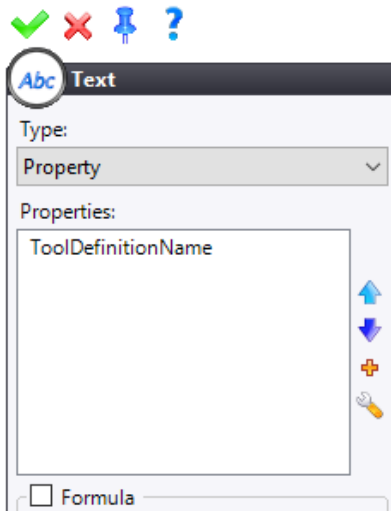 ?
Abc Text
Type:
Property
Properties:
ToolDefinitionName
Formula